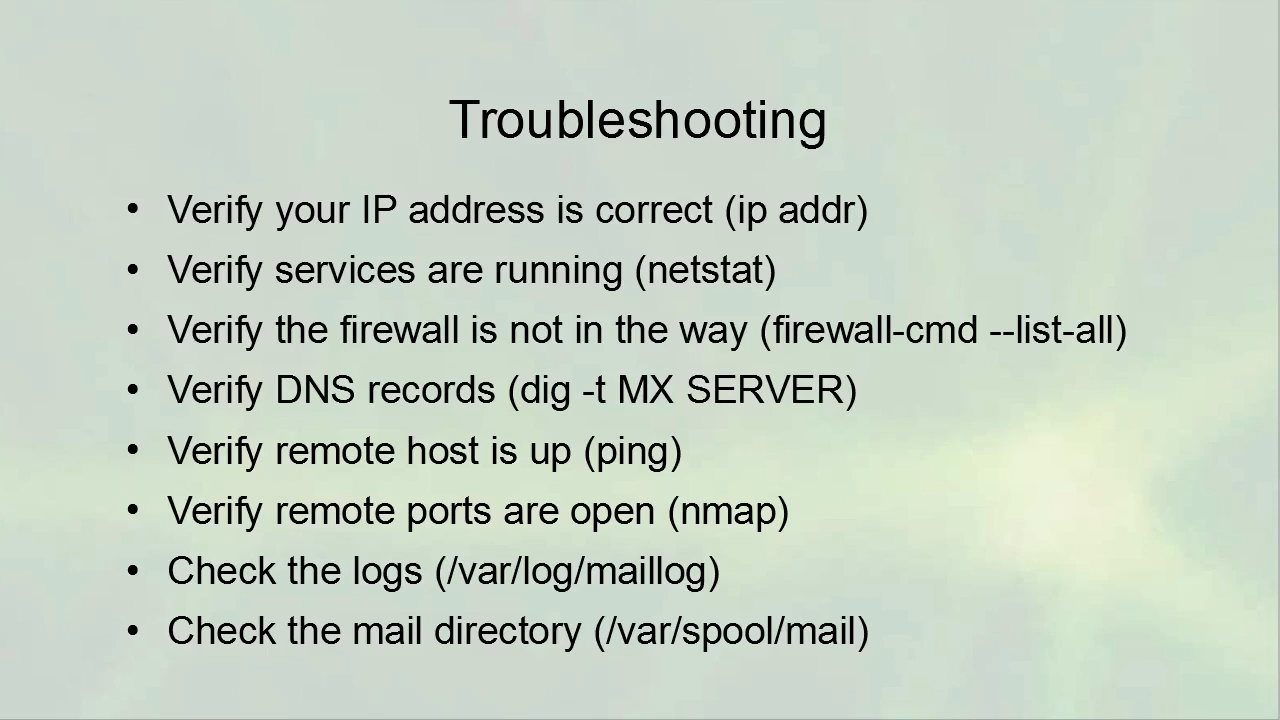 Troubleshooting
• Verify your IP address is correct (ip addr)
• Verify services are running (netstat)
• Verify the firewall is not in the way (firewall-cmd --list-all)
• Verify DNS records (dig -t MX SERVER)
• Verify remote host is up (ping)
• Verify remote ports are open (nmap)
• Check the logs (/var/log/maillog)
• Check the mail directory (/var/spool/mail)